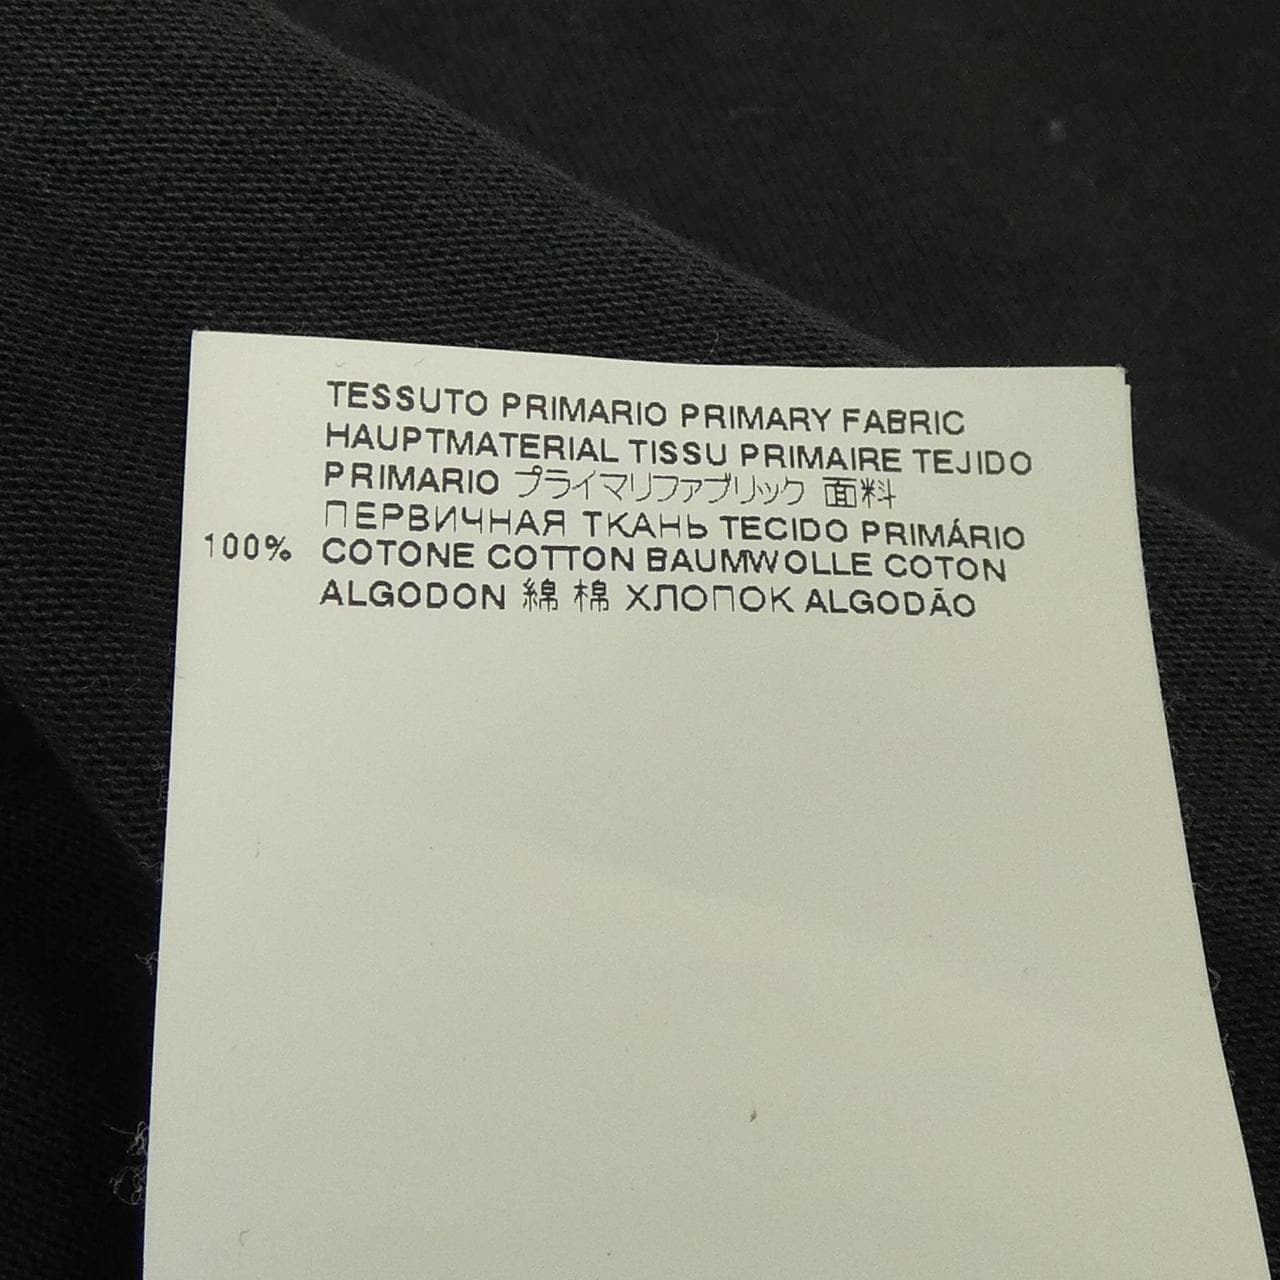 TESSUTO PRIMARIO PRIMARY FABRIC
HAUPTMATERIAL TISSU PRIMAIRE TEJIDO
PRIMARIO プライマリファブリック 面料
ПЕРВИЧНАЯ ТКАНЬ TECIDO PRIMÁRIO
100% COTONE COTTON BAUMWOLLE COTON
ALGODON 綿 棉 ХЛОПОК ALGODÃO